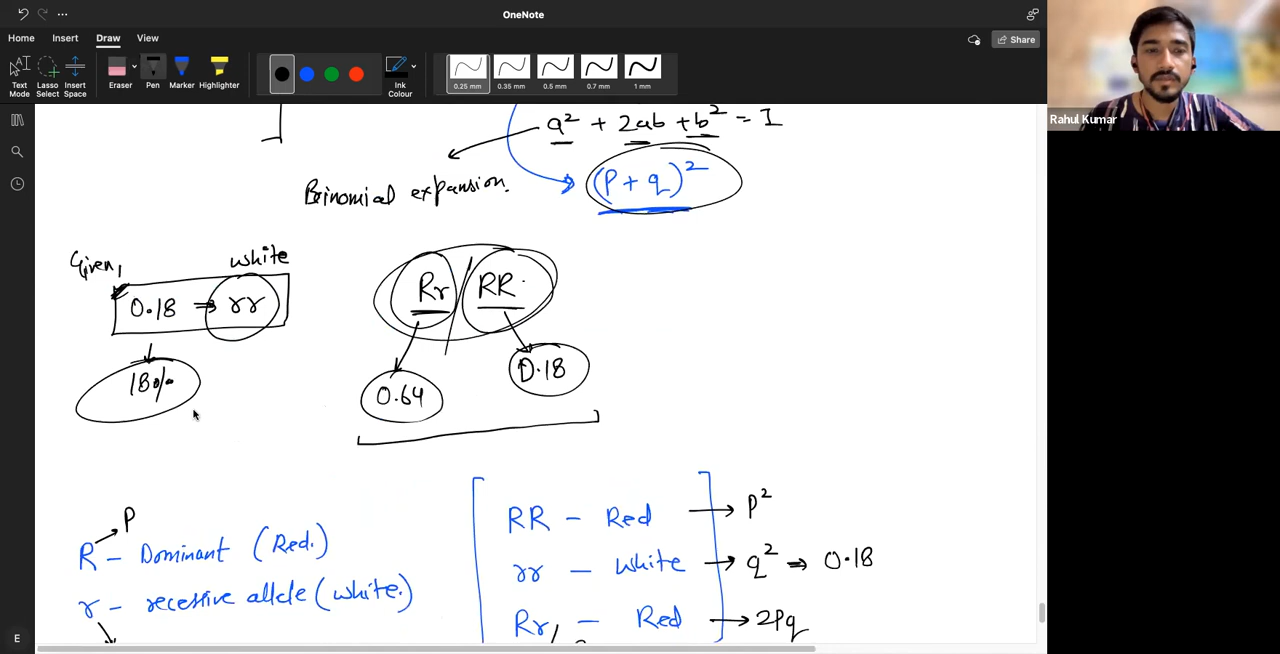 OneNote
Home Insert Draw View
Share
Text Mode
Lasso Select
Insert Space
Eraser
Pen
Marker
Highlighter
Ink Colour
0.25 mm
0.35 mm
0.5 mm
0.7 mm
1 mm
Rahul Kumar
a² + 2ab + b² = I
Binomial expansion.
(P + q)²
Given,
white
0.18 → rr
18%
Rr / RR
0.64
0.18
P
R – Dominant (Red.)
r – recessive allele (white.)
RR – Red → P²
rr – white → q² ⇒ 0.18
Rr – Red → 2Pq
E